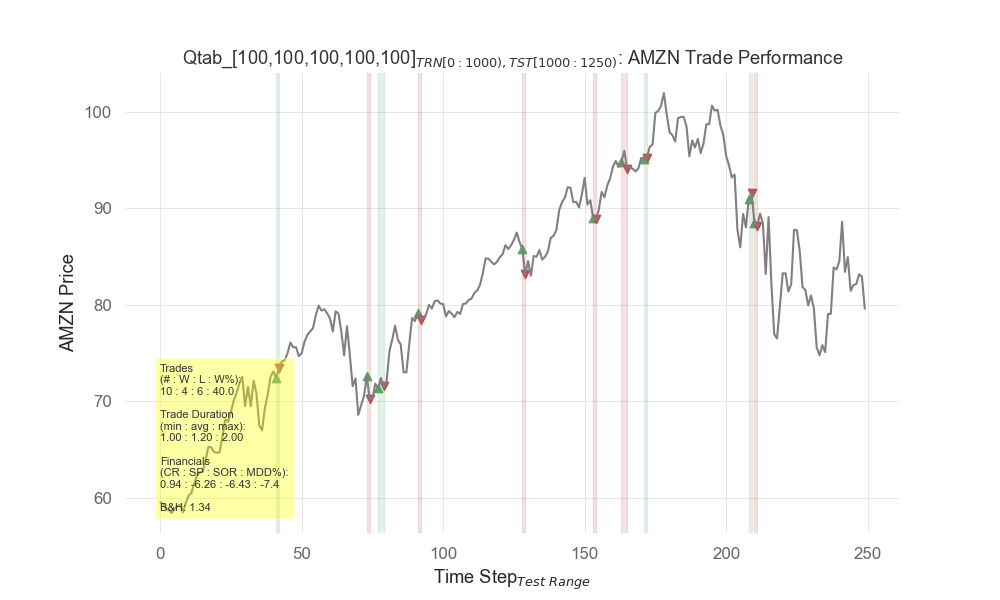 Qtab_[100,100,100,100,100]TRN[0:1000),TST[1000:1250): AMZN Trade Performance
AMZN Price
100
90
80
70
60
Trades
(# : W : L : W%):
10 : 4 : 6 : 40.0
Trade Duration
(min : avg : max):
1.00 : 1.20 : 2.00
Financials
(CR : SP : SOR : MDD%):
0.94 : -6.26 : -6.43 : -7.4
B&H: 1.34
0 50 100 150 200 250
Time StepTest Range